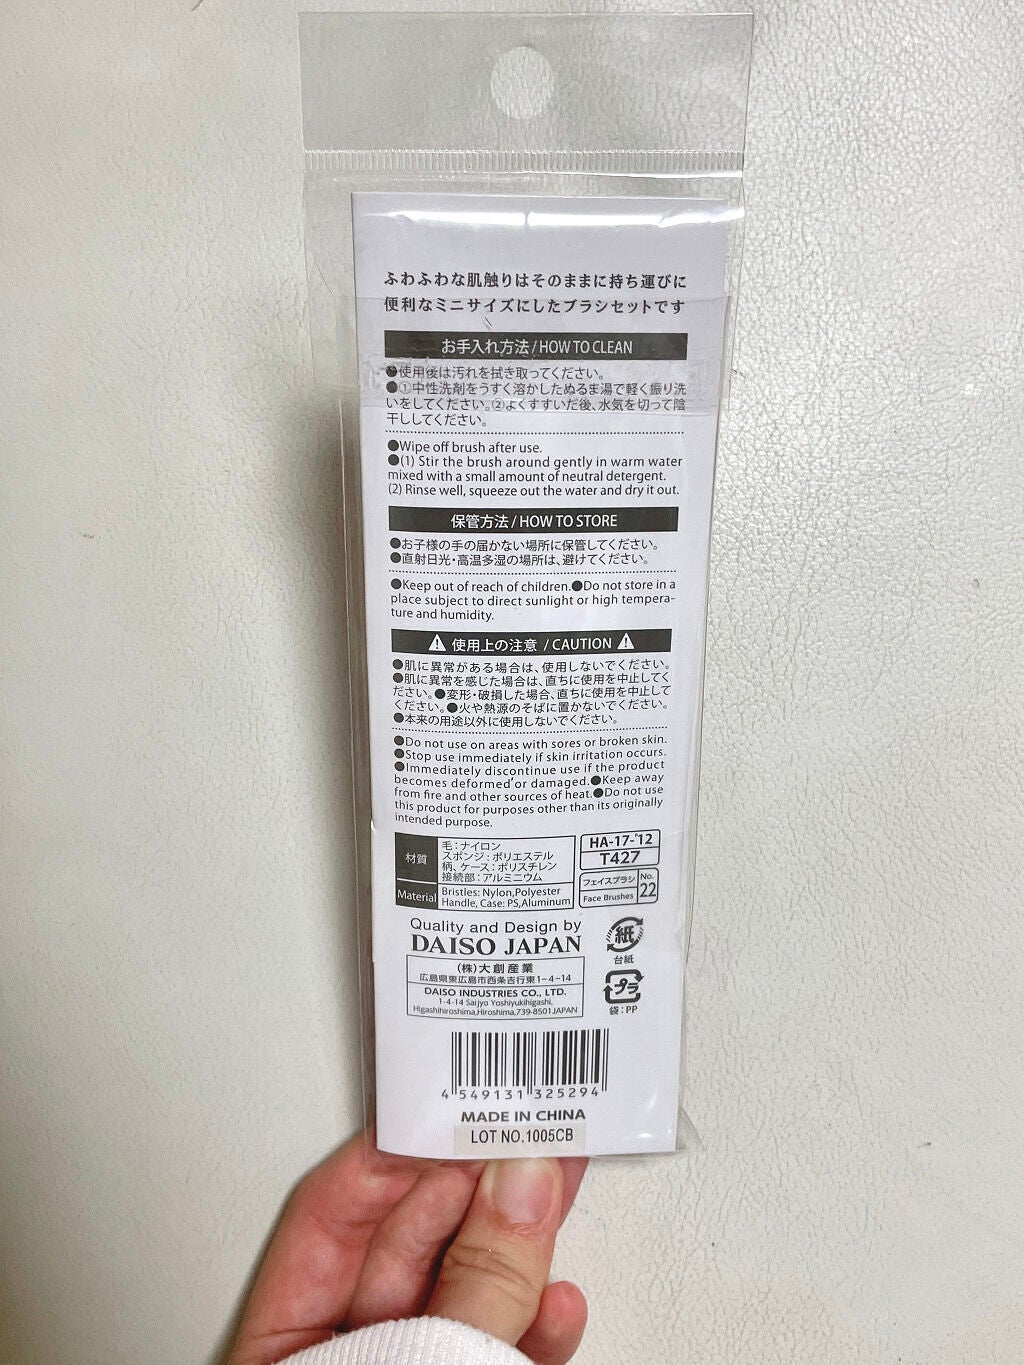 ふわふわな肌触りはそのままに持ち運びに
便利なミニサイズにしたブラシセットです
お手入れ方法/HOW TO CLEAN
●使用後は汚れを拭き取ってください。
●①中性洗剤をうすく溶かしたぬるま湯で軽く振り洗
いをしてください。②よくすすいだ後、水気を切って陰
干ししてください。
●Wipe off brush after use.
●(1) Stir the brush around gently in warm water
mixed with a small amount of neutral detergent.
(2) Rinse well, squeeze out the water and dry it out.
保管方法/HOW TO STORE
●お子様の手の届かない場所に保管してください。
●直射日光・高温多湿の場所は、避けてください。
●Keep out of reach of children.●Do not store in a
place subject to direct sunlight or high tempera-
ture and humidity.
使用上の注意 /CAUTION
●肌に異常がある場合は、使用しないでください。
●肌に異常を感じた場合は、直ちに使用を中止してく
ださい。●変形・破損した場合、直ちに使用を中止して
ください。●火や熱源のそばに置かないでください。
●本来の用途以外に使用しないでください。
●Do not use on areas with sores or broken skin.
●Stop use immediately if skin irritation occurs.
●Immediately discontinue use if the product
becomes deformed or damaged.●Keep away
from fire and other sources of heat.●Do not use
this product for purposes other than its originally
intended purpose.
材質
毛：ナイロン
スポンジ：ポリエステル
柄、ケース：ポリスチレン
接続部：アルミニウム
Material
Bristles: Nylon,Polyester
Handle, Case: PS,Aluminum
HA-17-'12
T427
フェイスブラシ
Face Brushes
No.
22
Quality and Design by
DAISO JAPAN
(株)大創産業
広島県東広島市西条吉行東1-4-14
DAISO INDUSTRIES CO., LTD.
1-4-14 Saijyo Yoshiyukihigashi,
Higashihiroshima,Hiroshima,739-8501JAPAN
紙
台紙
プラ
袋：PP
4 549131 325294
MADE IN CHINA
LOT NO.1005CB